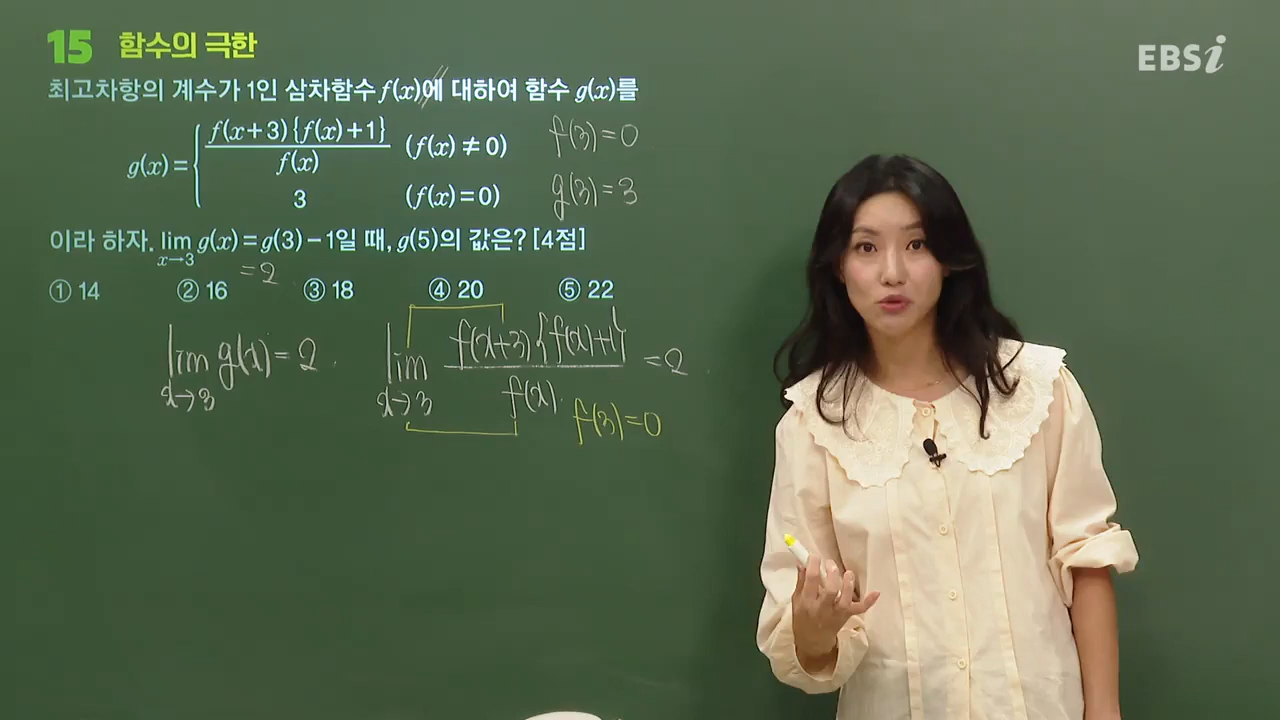 15 함수의 극한
EBSi
최고차항의 계수가 1인 삼차함수 f(x)에 대하여 함수 g(x)를
g(x)={ f(x+3){f(x)+1} / f(x) (f(x)≠0)
3 (f(x)=0)
f(3)=0
g(3)=3
이라 하자. lim x→3 g(x)=g(3)−1일 때, g(5)의 값은? [4점]
=2
① 14 ② 16 ③ 18 ④ 20 ⑤ 22
lim x→3 g(x)=2.
lim x→3 f(x+3){f(x)+1} / f(x) =2.
f(3)=0